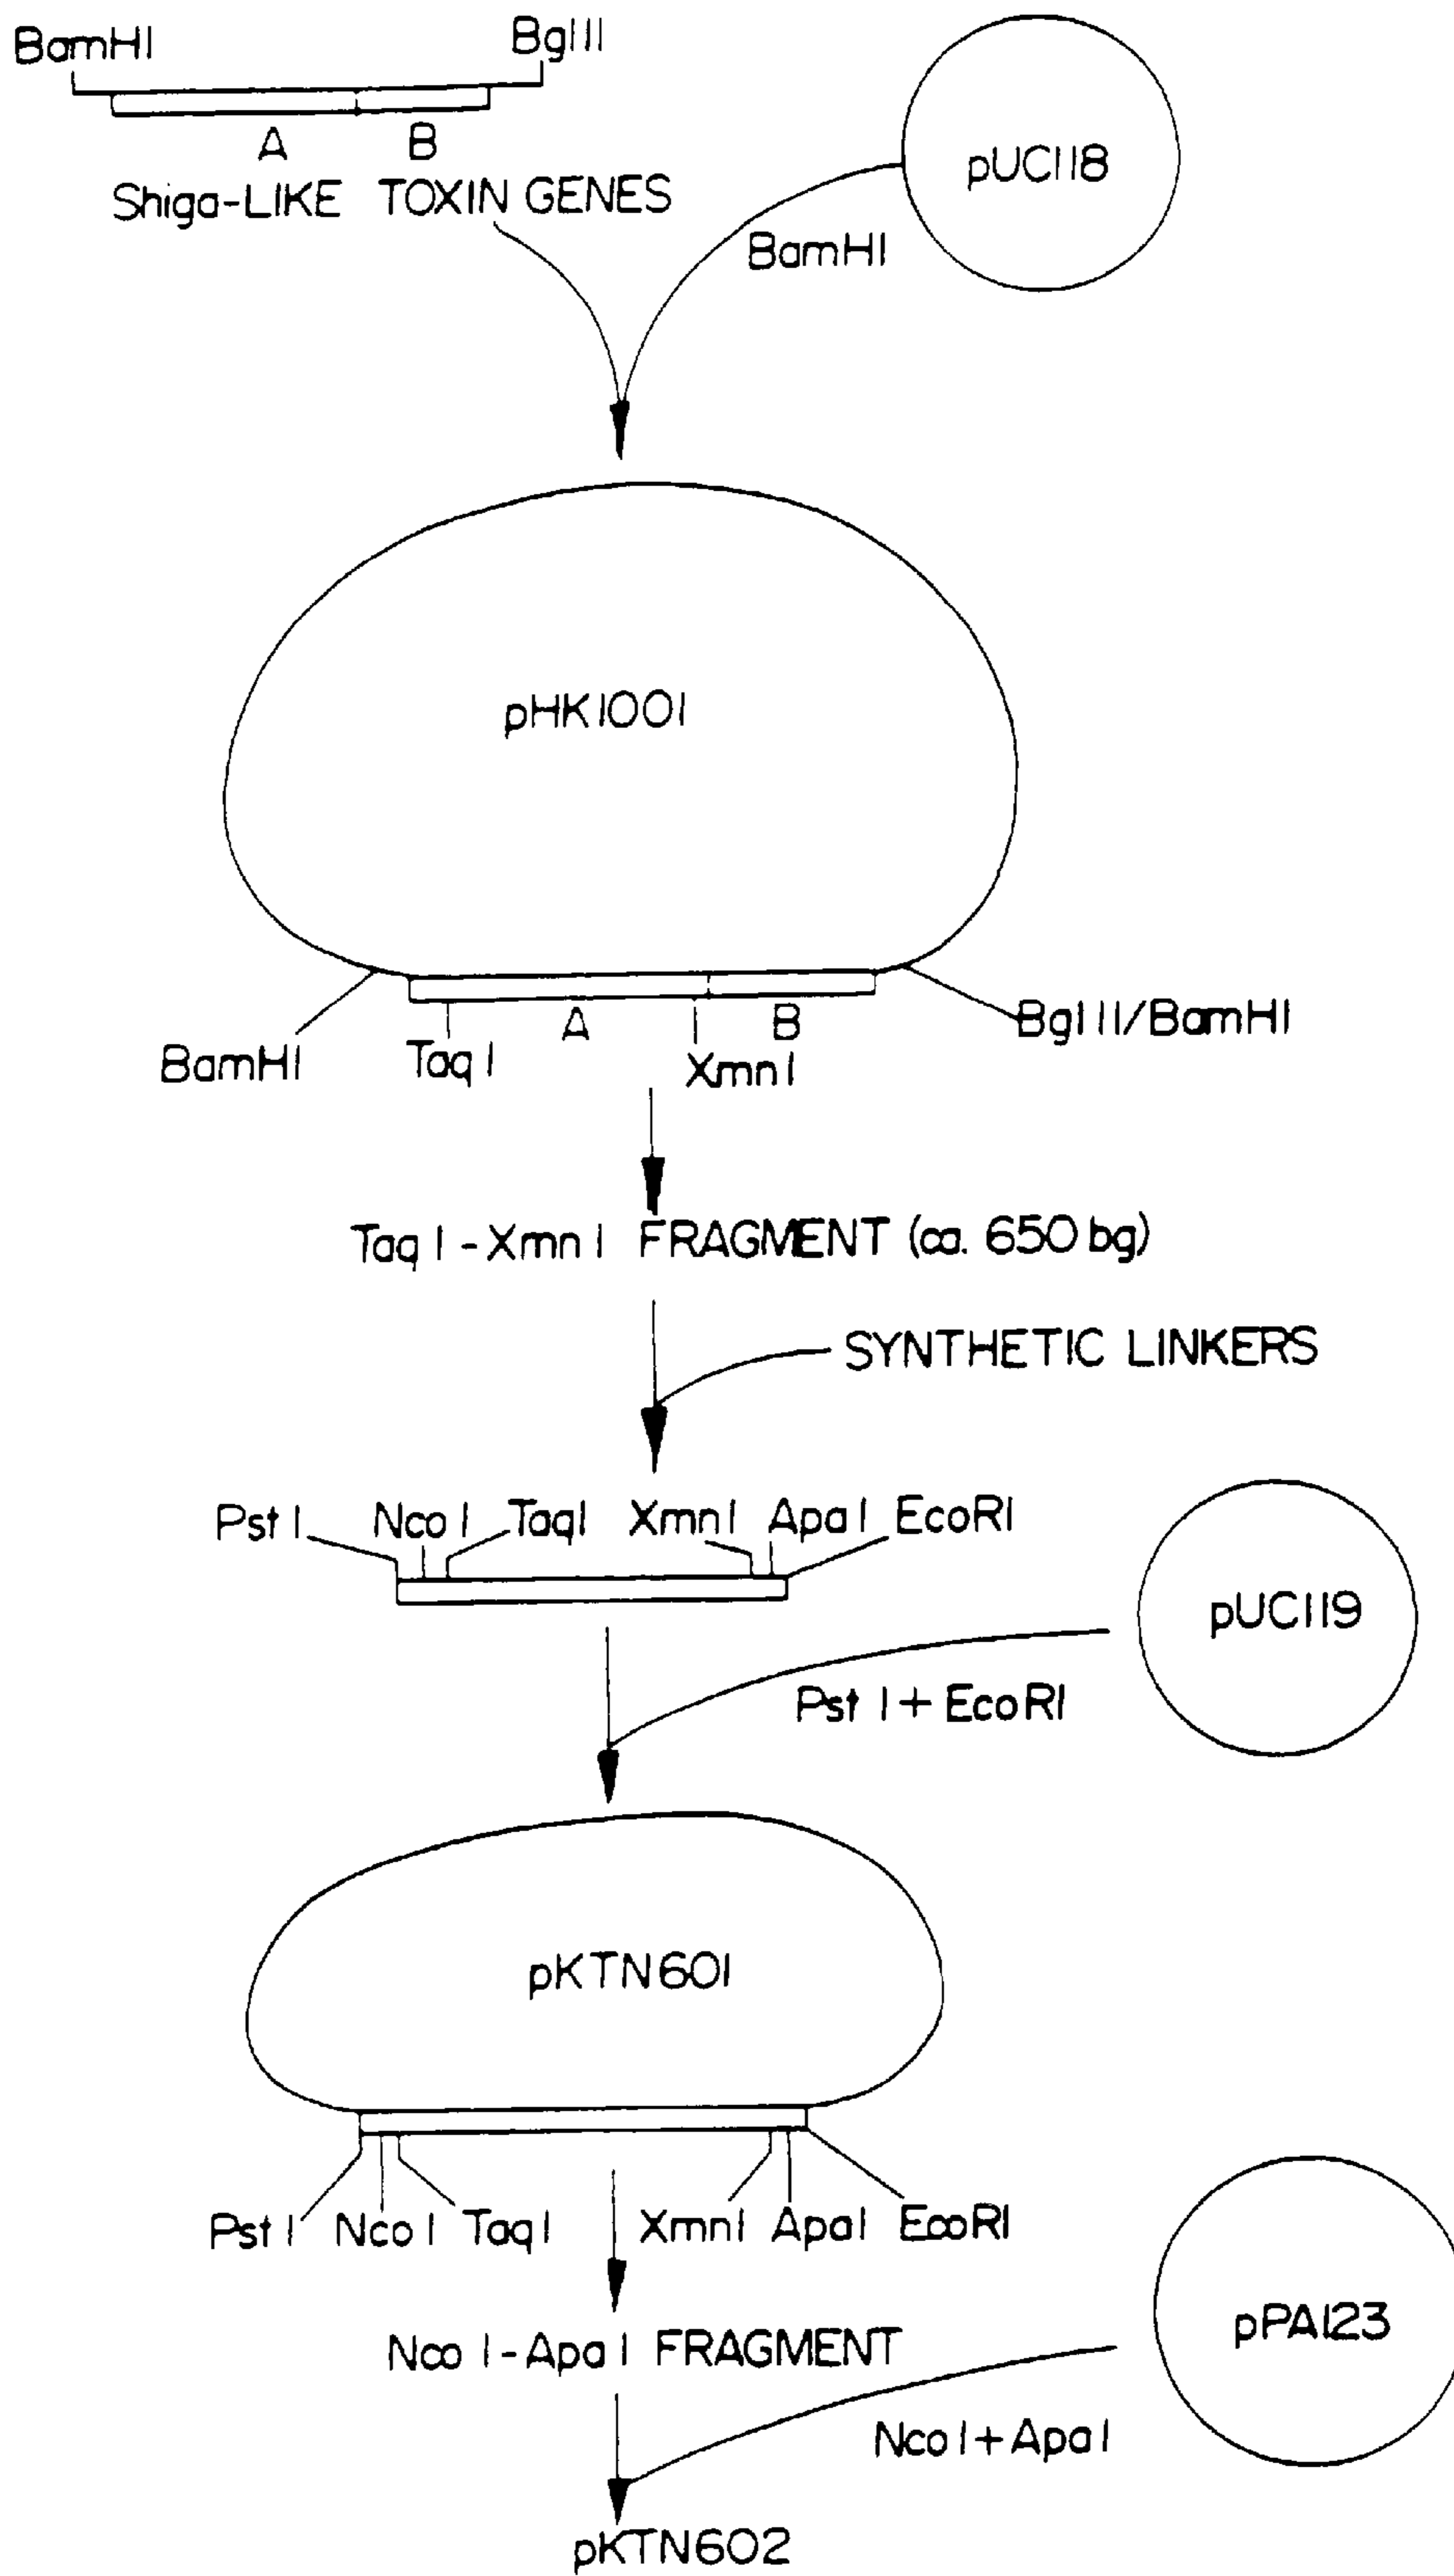 BamHI
BglII
A
B
Shiga-LIKE TOXIN GENES
pUC118
BamHI
pHK1001
BamHI
TaqI
A
XmnI
B
BglII/BamHI
TaqI-XmnI FRAGMENT (ca. 650 bg)
SYNTHETIC LINKERS
PstI
NcoI
TaqI
XmnI
ApaI
EcoRI
pUC119
PstI+EcoRI
pKTN601
PstI
NcoI
TaqI
XmnI
ApaI
EcoRI
NcoI-ApaI FRAGMENT
pPA123
NcoI+ApaI
pKTN602